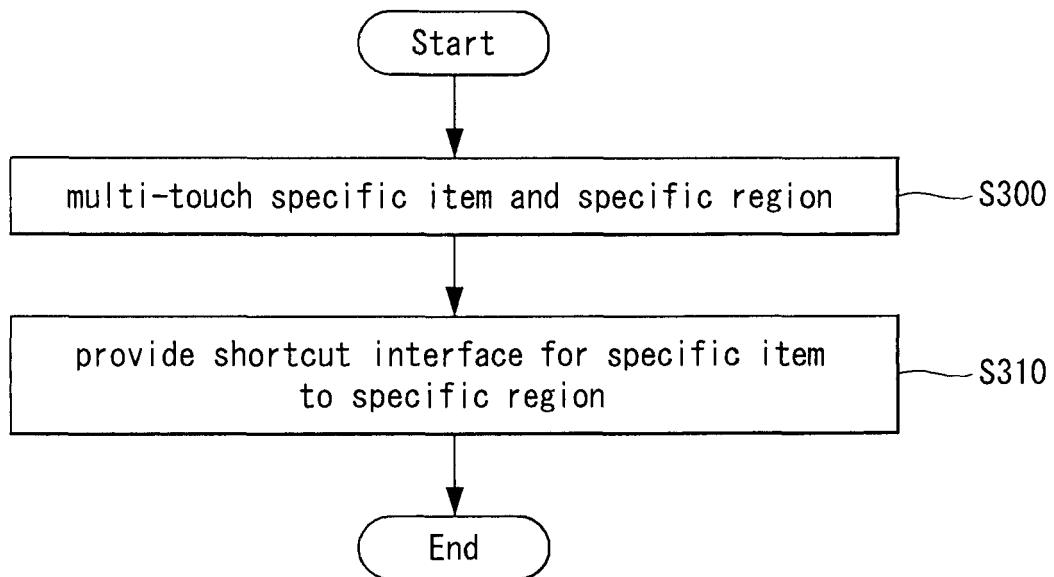 Start
multi-touch specific item and specific region
S300
provide shortcut interface for specific item
to specific region
S310
End